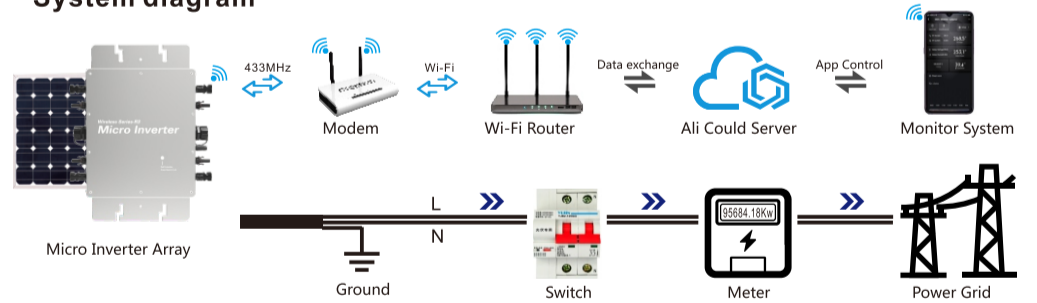 System diagram
433MHz
Wi-Fi
Data exchange
App Control
Micro Inverter
Modem
Wi-Fi Router
Ali Could Server
Monitor System
L
N
95684.18Kw
Micro Inverter Array
Ground
Switch
Meter
Power Grid